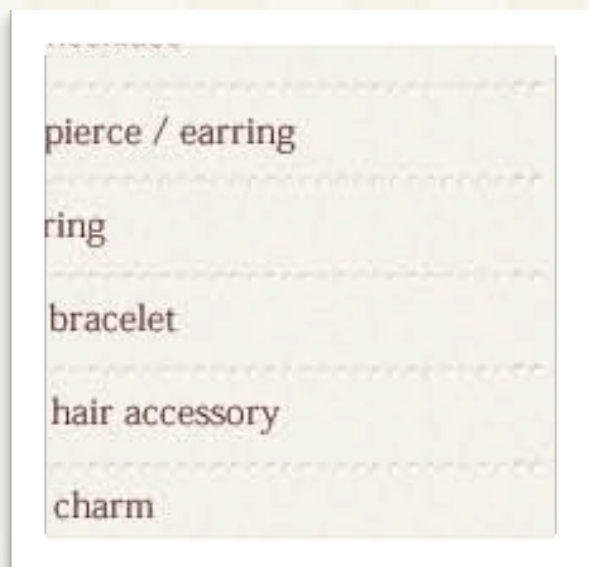 pierce / earring
ring
bracelet
hair accessory
charm